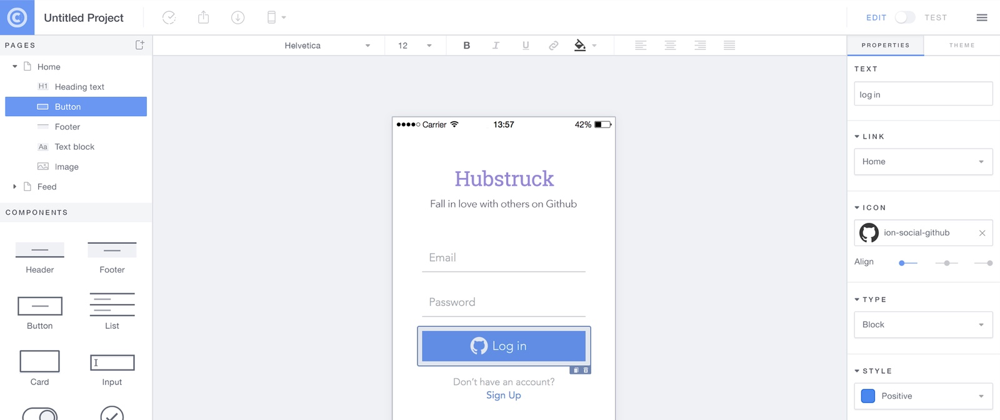 Untitled Project
EDIT TEST
PAGES
Home
H1 Heading text
Button
Footer
Aa Text block
Image
Feed
COMPONENTS
Header Footer
Button List
Card Input
Helvetica 12 B I U
Carrier 13:57 42%
Hubstruck
Fall in love with others on Github
Email
Password
Log in
Don't have an account?
Sign Up
PROPERTIES THEME
TEXT
log in
LINK
Home
ICON
ion-social-github
Align
TYPE
Block
STYLE
Positive